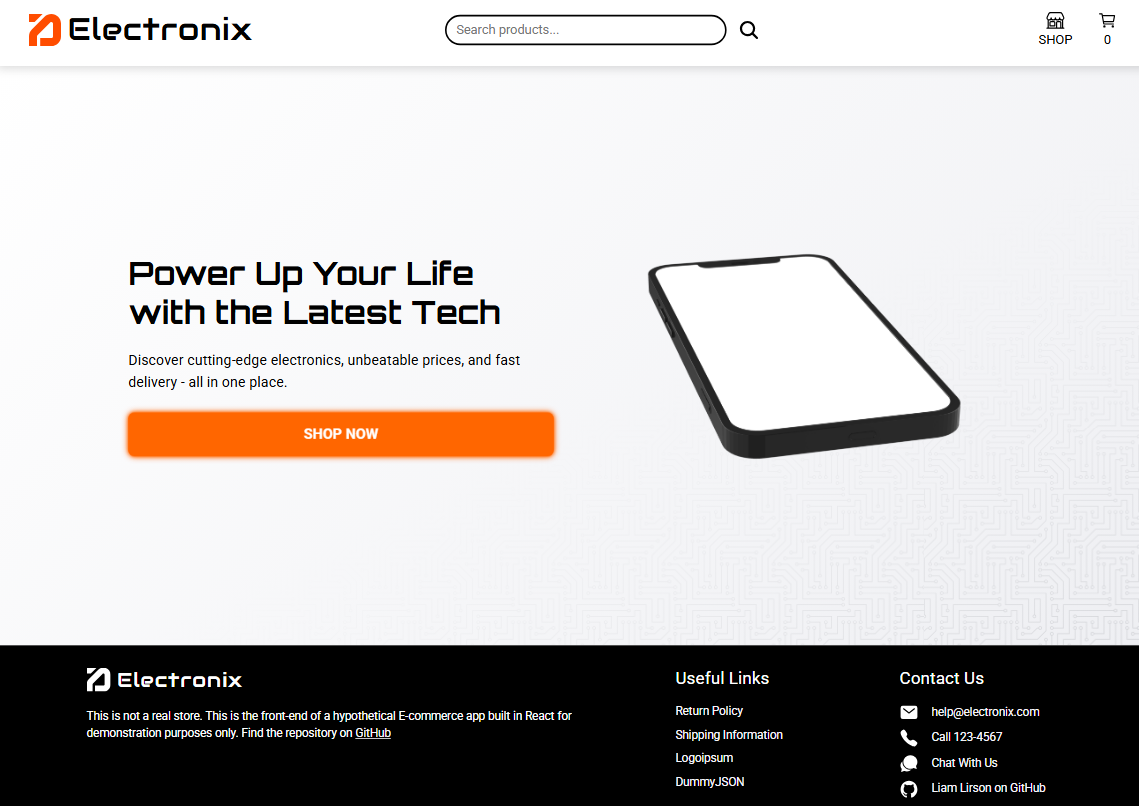 Electronix
Search products...
SHOP
0
Power Up Your Life
with the Latest Tech
Discover cutting-edge electronics, unbeatable prices, and fast
delivery - all in one place.
SHOP NOW
Electronix
This is not a real store. This is the front-end of a hypothetical E-commerce app built in React for
demonstration purposes only. Find the repository on GitHub
Useful Links
Return Policy
Shipping Information
Logoipsum
DummyJSON
Contact Us
help@electronix.com
Call 123-4567
Chat With Us
Liam Lirson on GitHub